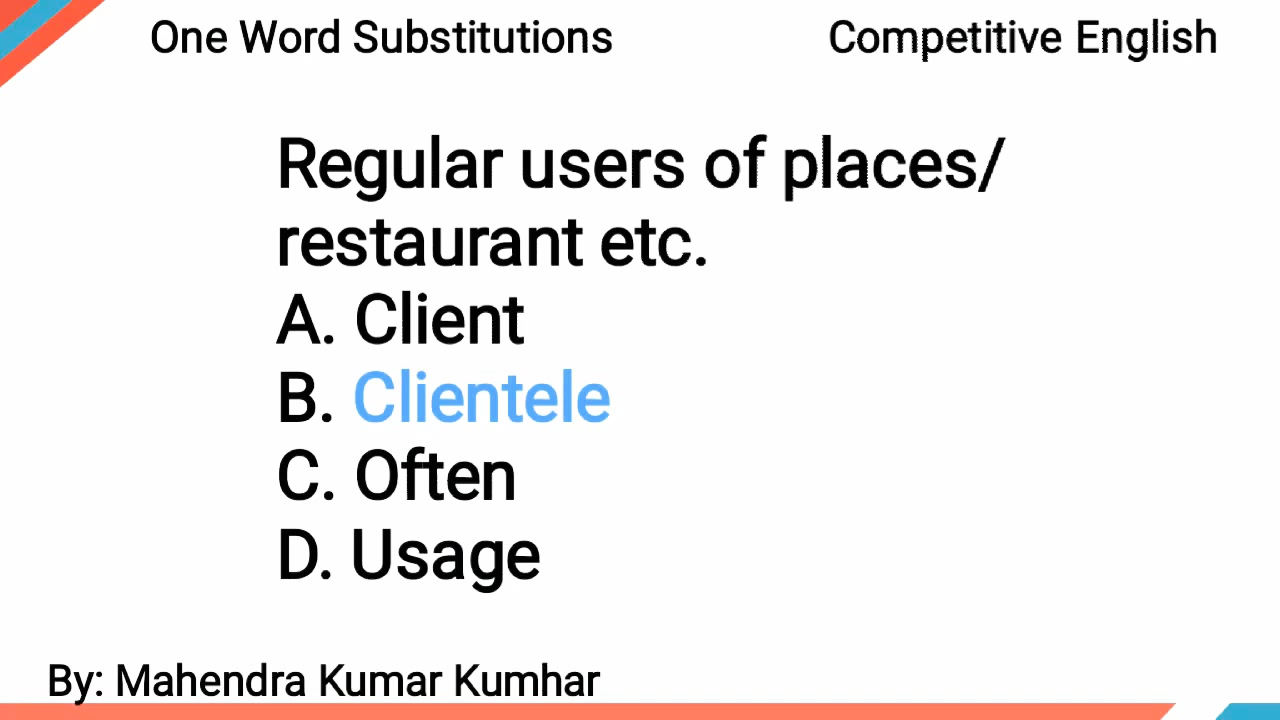 One Word Substitutions
Competitive English
Regular users of places/
restaurant etc.
A. Client
B. Clientele
C. Often
D. Usage
By: Mahendra Kumar Kumhar